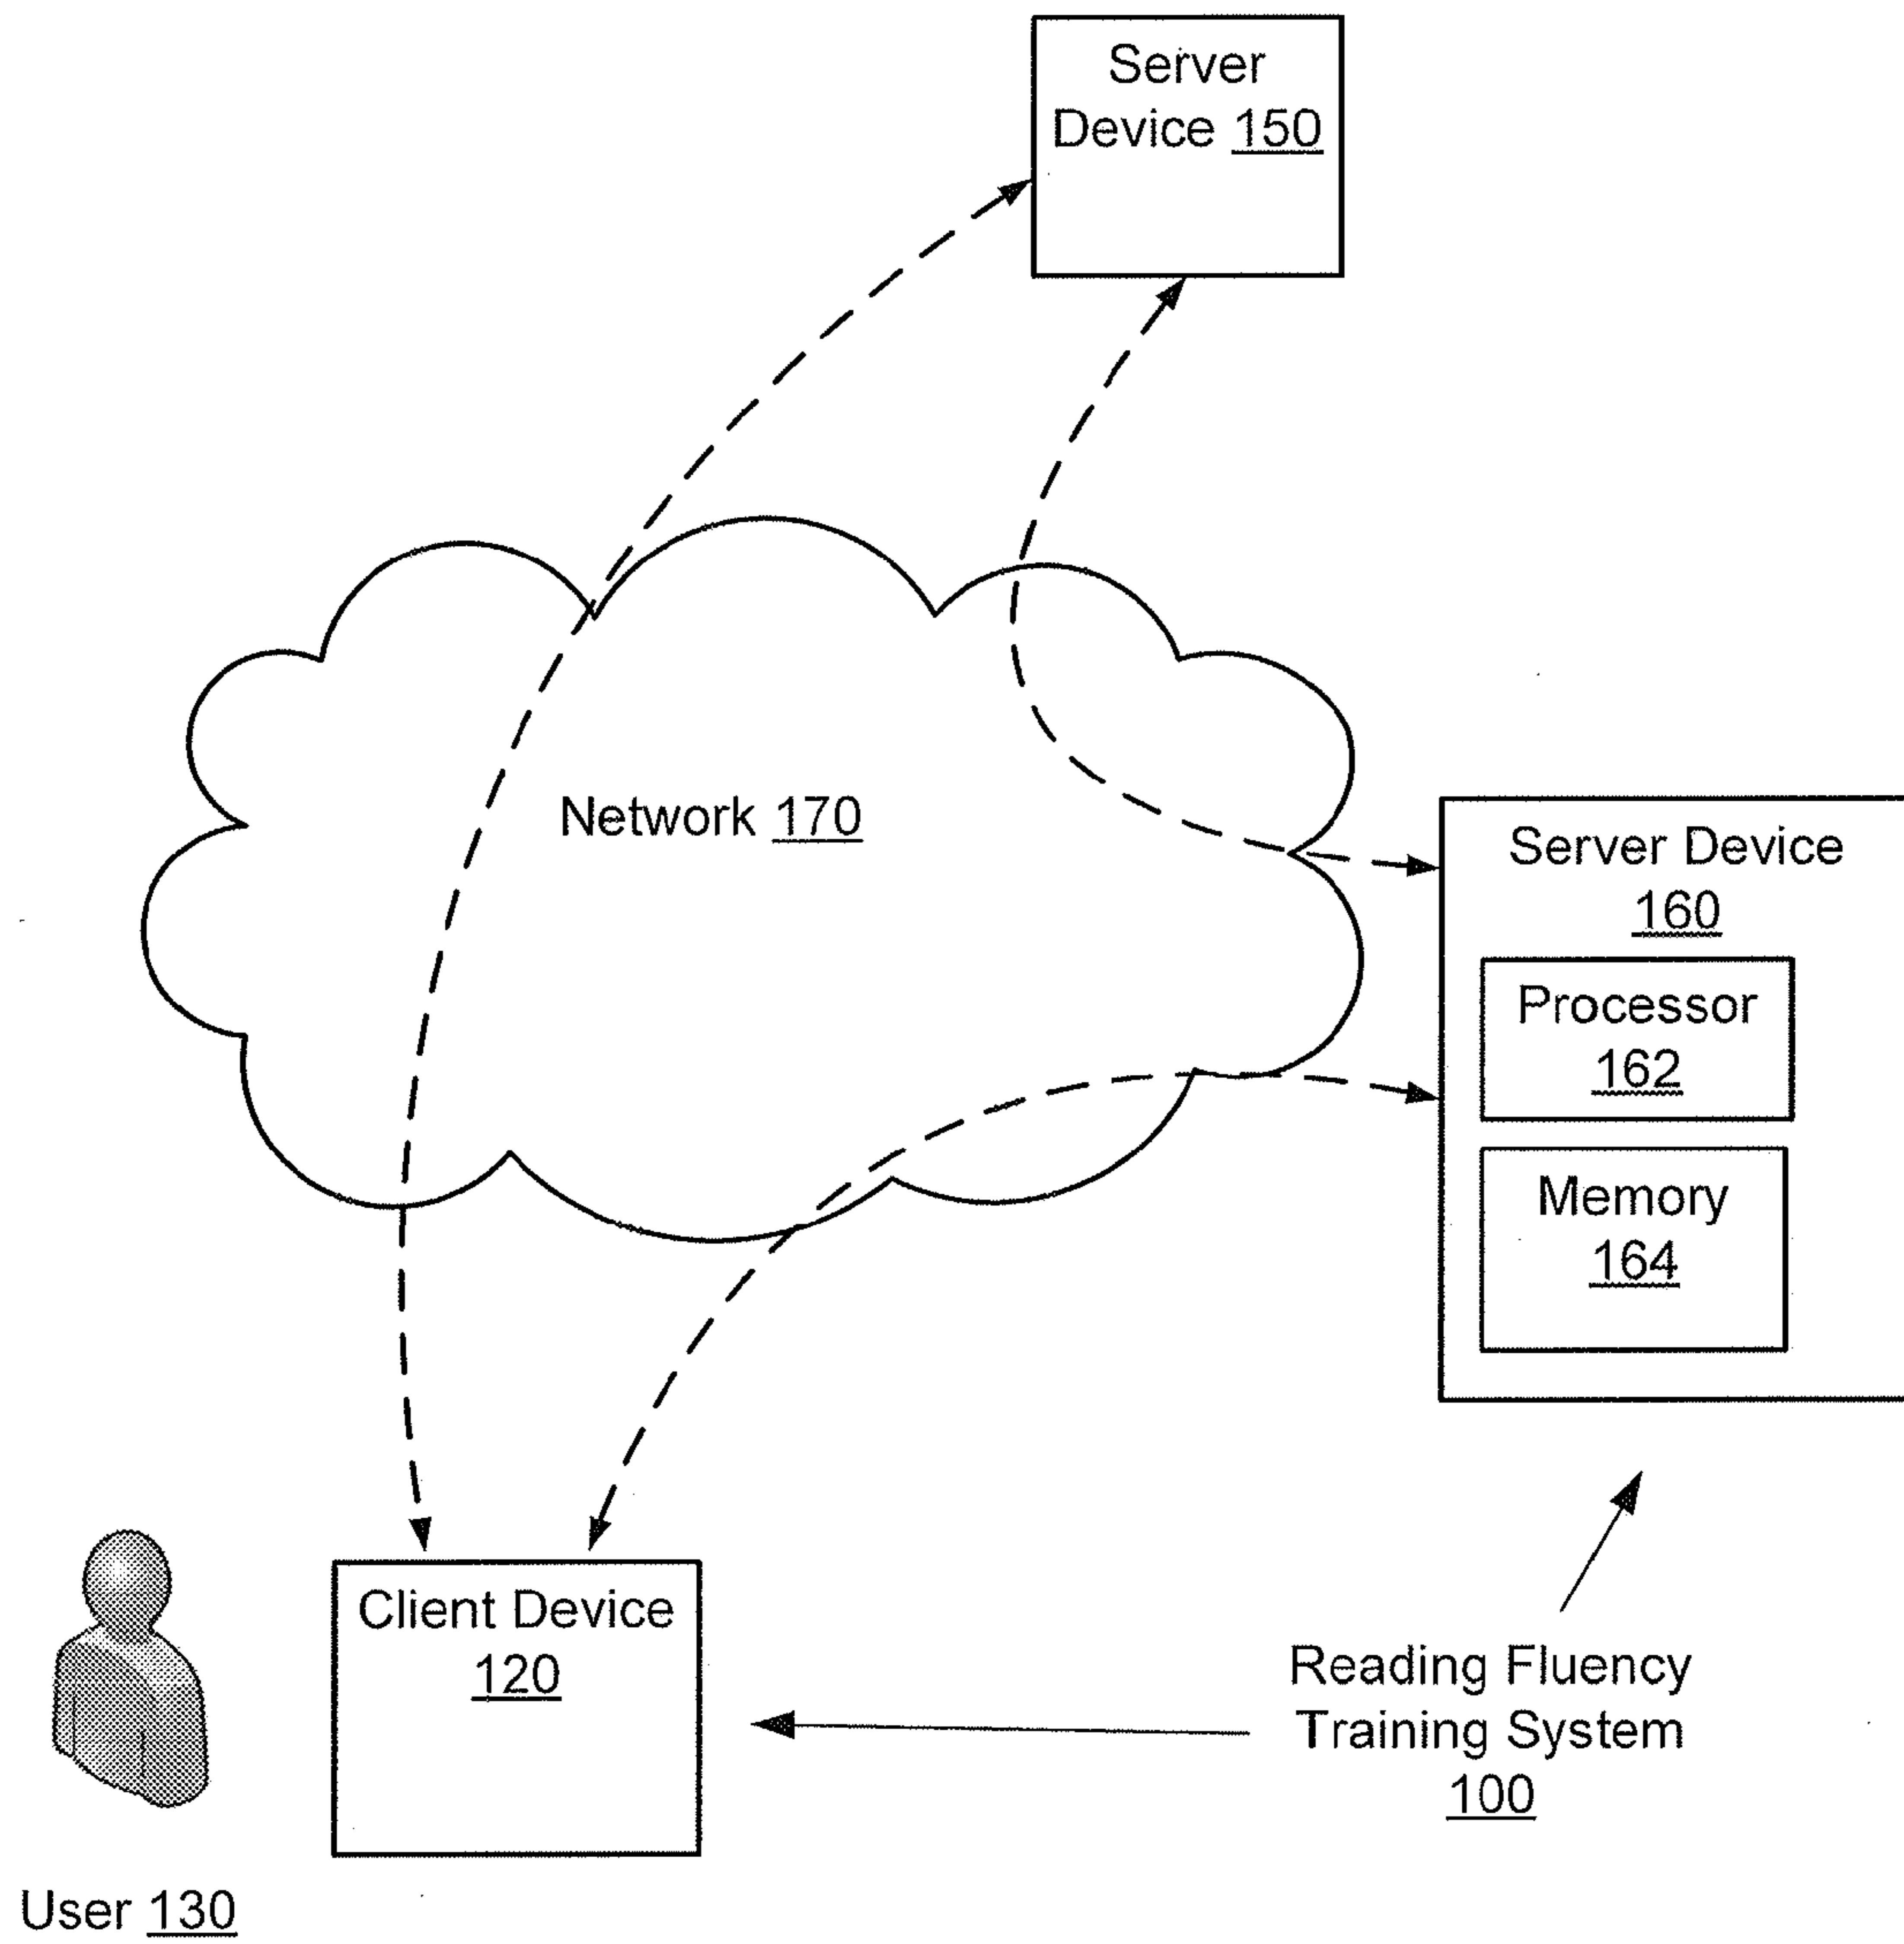 Server
Device 150
Network 170
Server Device
160
Processor
162
Memory
164
Client Device
120
Reading Fluency
Training System
100
User 130